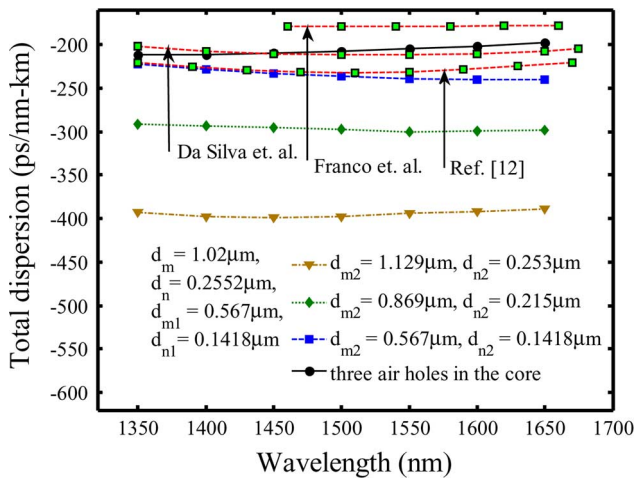 Total dispersion (ps/nm-km)
-200
-250
-300
-350
-400
-450
-500
-550
-600
Da Silva et. al.
Franco et. al.
Ref. [12]
dm = 1.02μm,
dn = 0.2552μm,
dm1 = 0.567μm,
dn1 = 0.1418μm
dm2 = 1.129μm, dn2 = 0.253μm
dm2 = 0.869μm, dn2 = 0.215μm
dm2 = 0.567μm, dn2 = 0.1418μm
three air holes in the core
1350 1400 1450 1500 1550 1600 1650 1700
Wavelength (nm)